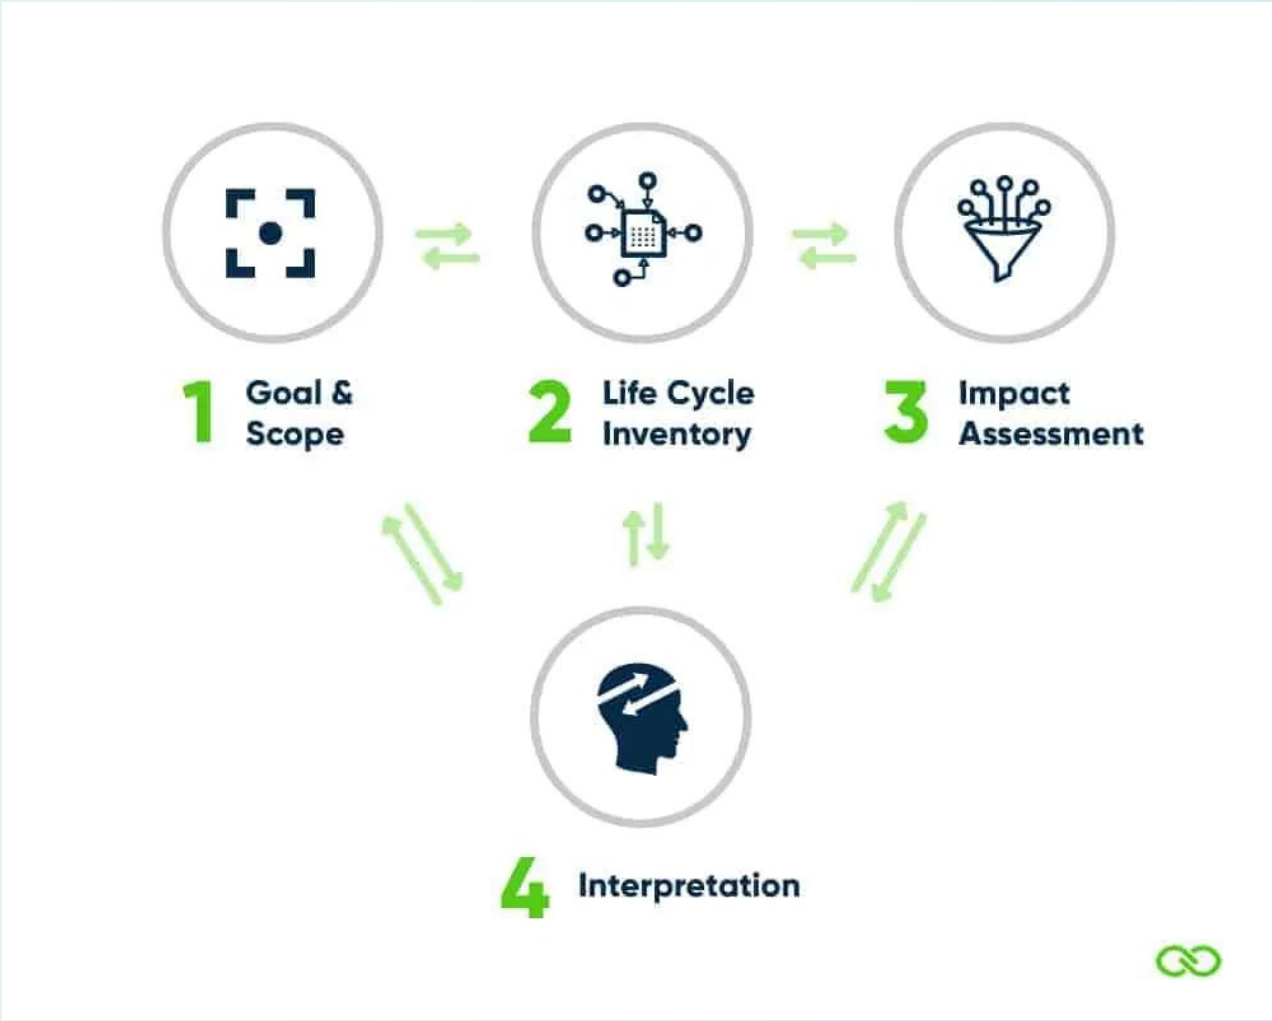 1 Goal &
Scope
2 Life Cycle
Inventory
3 Impact
Assessment
4 Interpretation